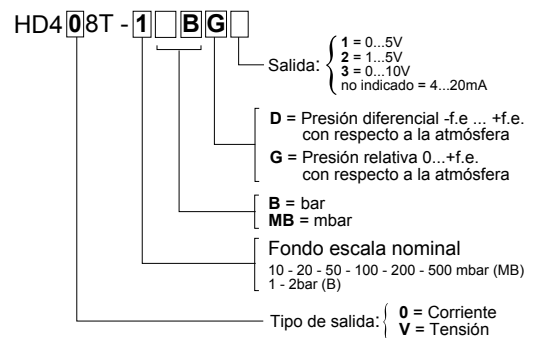 HD408T - 1 BG
Salida:
1 = 0...5V
2 = 1...5V
3 = 0...10V
no indicado = 4...20mA
D = Presión diferencial -f.e ... +f.e.
con respecto a la atmósfera
G = Presión relativa 0...+f.e.
con respecto a la atmósfera
B = bar
MB = mbar
Fondo escala nominal
10 - 20 - 50 - 100 - 200 - 500 mbar (MB)
1 - 2bar (B)
Tipo de salida:
0 = Corriente
V = Tensión